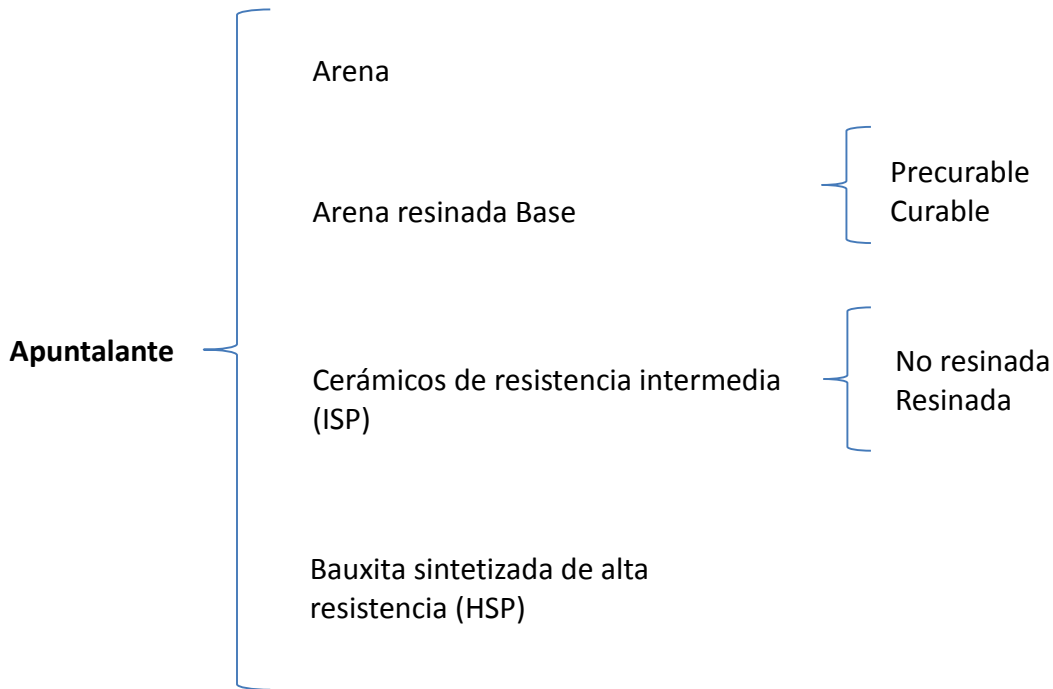 Arena
Arena resinada Base
Precurable
Curable
Apuntalante
Cerámicos de resistencia intermedia
(ISP)
No resinada
Resinada
Bauxita sintetizada de alta
resistencia (HSP)